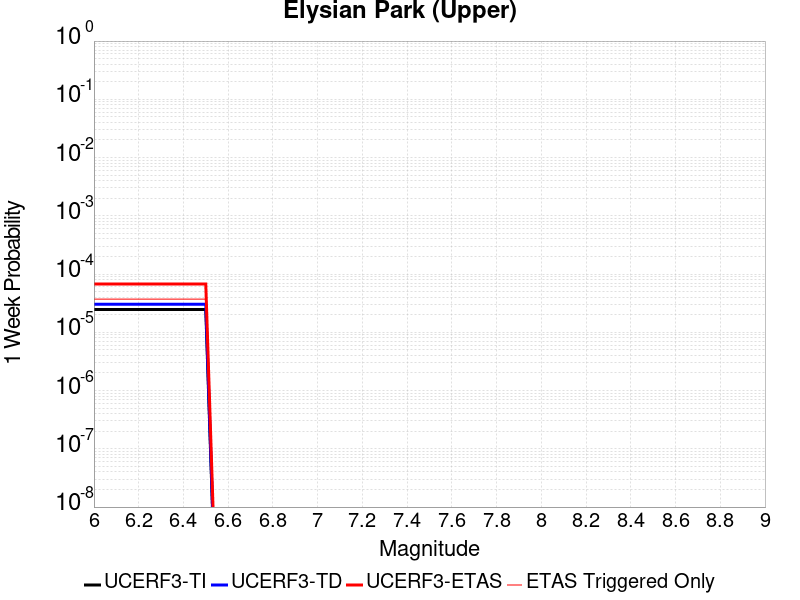 Elysian Park (Upper)
10 0
10 -1
10 -2
10 -3
10 -4
10 -5
10 -6
10 -7
10 -8
1 Week Probability
6 6.2 6.4 6.6 6.8 7 7.2 7.4 7.6 7.8 8 8.2 8.4 8.6 8.8 9
Magnitude
UCERF3-TI UCERF3-TD UCERF3-ETAS ETAS Triggered Only